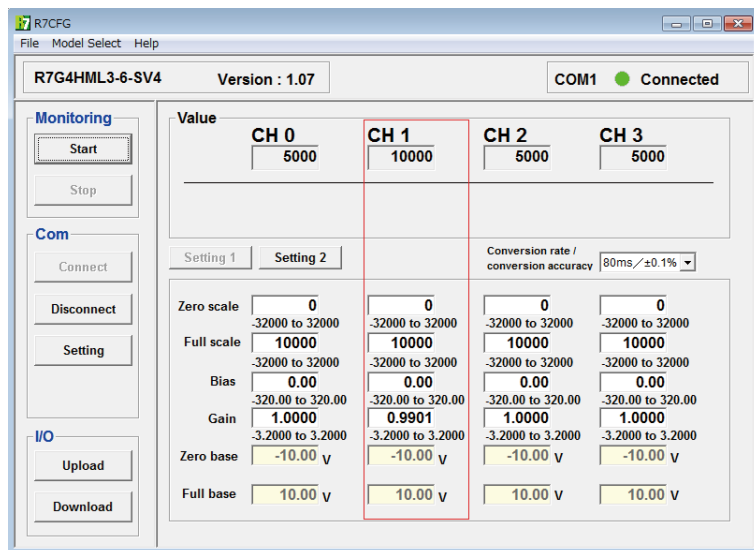 R7CFG
File Model Select Help
R7G4HML3-6-SV4 Version : 1.07 COM1 Connected
Monitoring
Start
Stop
Com
Connect
Disconnect
Setting
I/O
Upload
Download
Value
CH 0 CH 1 CH 2 CH 3
5000 10000 5000 5000
Setting 1 Setting 2
Conversion rate /
conversion accuracy 80ms/±0.1%
Zero scale 0 0 0 0
-32000 to 32000 -32000 to 32000 -32000 to 32000 -32000 to 32000
Full scale 10000 10000 10000 10000
-32000 to 32000 -32000 to 32000 -32000 to 32000 -32000 to 32000
Bias 0.00 0.00 0.00 0.00
-320.00 to 320.00 -320.00 to 320.00 -320.00 to 320.00 -320.00 to 320.00
Gain 1.0000 0.9901 1.0000 1.0000
-3.2000 to 3.2000 -3.2000 to 3.2000 -3.2000 to 3.2000 -3.2000 to 3.2000
Zero base -10.00 V -10.00 V -10.00 V -10.00 V
Full base 10.00 V 10.00 V 10.00 V 10.00 V